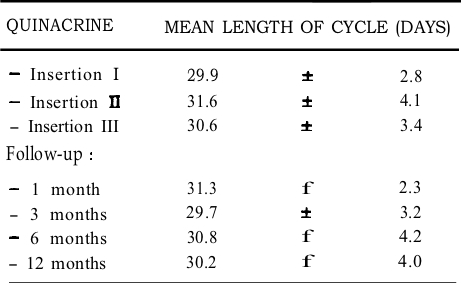 QUINACRINE MEAN LENGTH OF CYCLE (DAYS)
– Insertion I 29.9 ± 2.8
– Insertion II 31.6 ± 4.1
– Insertion III 30.6 ± 3.4
Follow-up :
– 1 month 31.3 f 2.3
– 3 months 29.7 ± 3.2
– 6 months 30.8 f 4.2
– 12 months 30.2 f 4.0